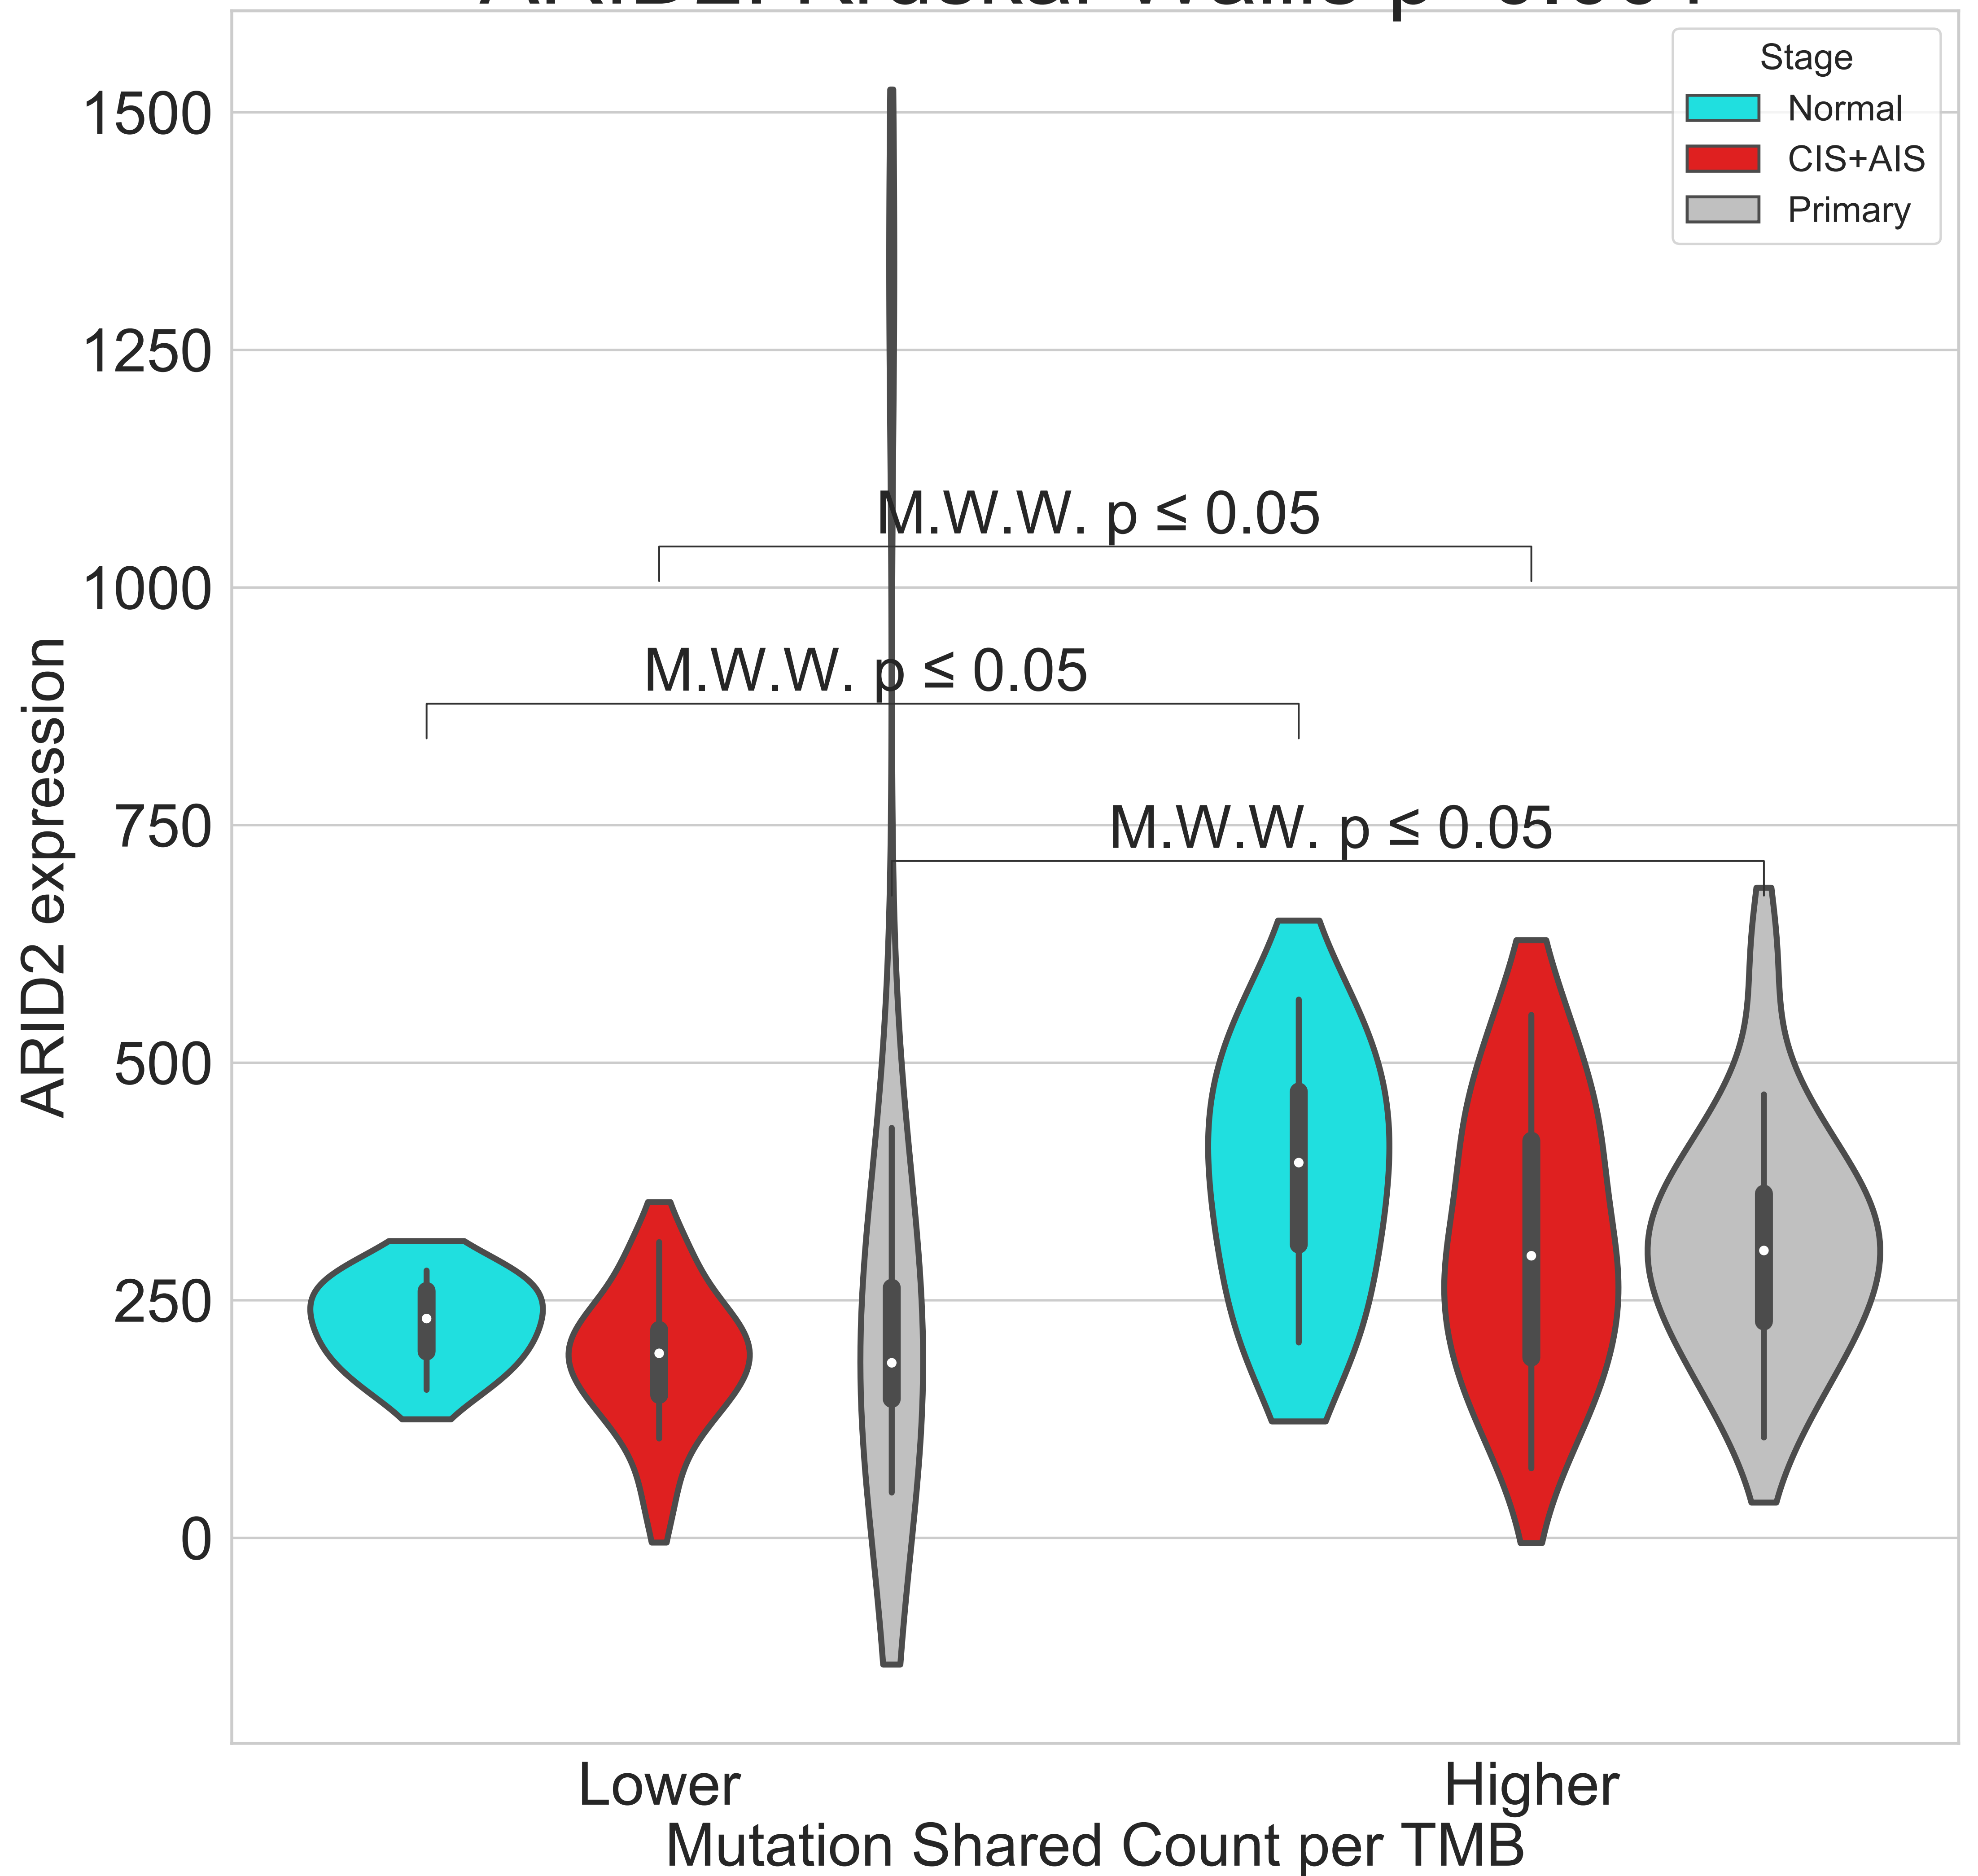 Stage
Normal
CIS+AIS
Primary
1500
1250
1000
750
500
250
0
ARID2 expression
M.W.W. p ≤ 0.05
M.W.W. p ≤ 0.05
M.W.W. p ≤ 0.05
Lower
Higher
Mutation Shared Count per TMB